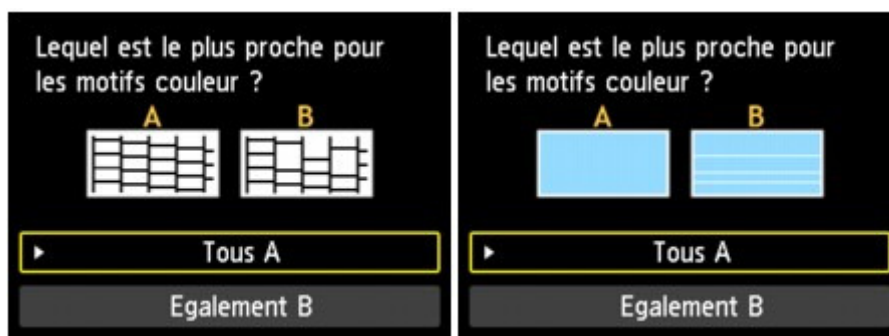 Lequel est le plus proche pour
les motifs couleur ?
A B
Tous A
Egalement B
Lequel est le plus proche pour
les motifs couleur ?
A B
Tous A
Egalement B